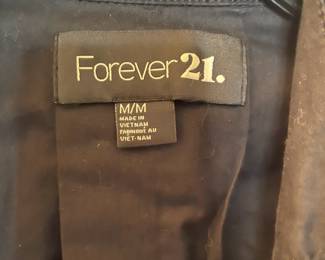 Forever 21.
M/M
MADE IN
VIETNAM
FABRIQUÉ AU
VIET-NAM